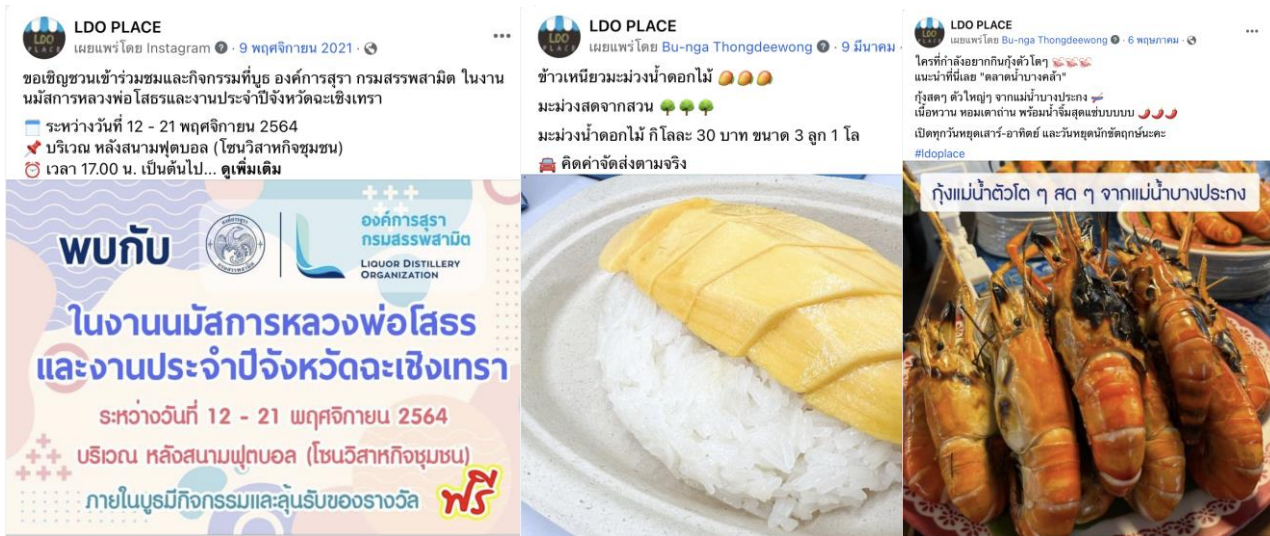 LDO PLACE
เผยแพร่โดย Instagram · 9 พฤศจิกายน 2021 ·
ขอเชิญชวนเข้าร่วมชมและกิจกรรมที่บูธ องค์การสุรา กรมสรรพสามิต ในงาน
นมัสการหลวงพ่อโสธรและงานประจำปีจังหวัดฉะเชิงเทรา
🗓️ ระหว่างวันที่ 12 - 21 พฤศจิกายน 2564
📌 บริเวณ หลังสนามฟุตบอล (โซนวิสาหกิจชุมชน)
⏰ เวลา 17.00 น. เป็นต้นไป... ดูเพิ่มเติม
พบกับ
องค์การสุรา
กรมสรรพสามิต
LIQUOR DISTILLERY
ORGANIZATION
ในงานนมัสการหลวงพ่อโสธร
และงานประจำปีจังหวัดฉะเชิงเทรา
ระหว่างวันที่ 12 - 21 พฤศจิกายน 2564
บริเวณ หลังสนามฟุตบอล (โซนวิสาหกิจชุมชน)
ภายในบูธมีกิจกรรมและลุ้นรับของรางวัล ฟรี
LDO PLACE
เผยแพร่โดย Bu-nga Thongdeewong · 9 มีนาคม ·
ข้าวเหนียวมะม่วงน้ำดอกไม้ 🥭🥭🥭
มะม่วงสดจากสวน 🌳🌳🌳
มะม่วงน้ำดอกไม้ กิโลละ 30 บาท ขนาด 3 ลูก 1 โล
🚘 คิดค่าจัดส่งตามจริง
LDO PLACE
เผยแพร่โดย Bu-nga Thongdeewong · 6 พฤษภาคม ·
ใครที่กำลังอยากกินกุ้งตัวโตๆ 🦐🦐🦐
แนะนำที่นี่เลย "ตลาดน้ำบางคล้า"
กุ้งสดๆ ตัวใหญ่ๆ จากแม่น้ำบางประกง
เนื้อหวาน หอมเตาถ่าน พร้อมน้ำจิ้มสุดแซ่บบบบบ 🌶️🌶️🌶️
เปิดทุกวันหยุดเสาร์-อาทิตย์ และวันหยุดนักขัตฤกษ์นะคะ
#ldoplace
กุ้งแม่น้ำตัวโต ๆ สด ๆ จากแม่น้ำบางประกง